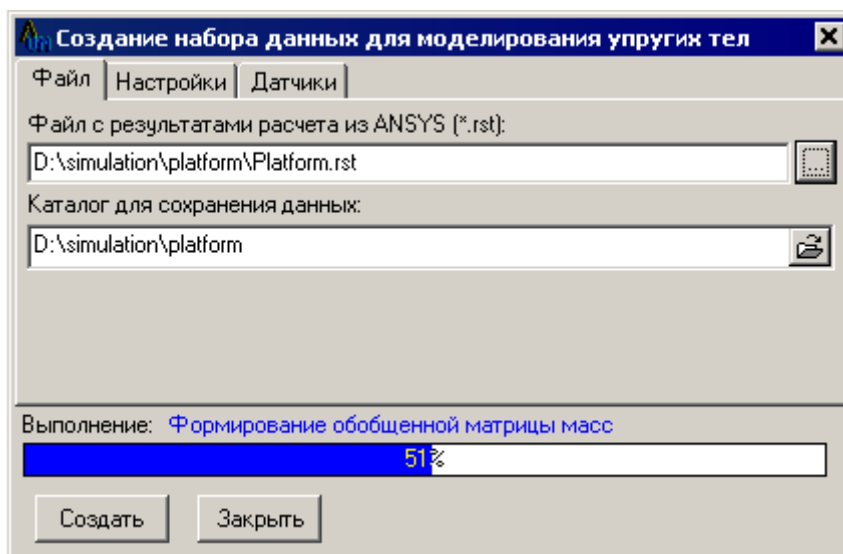 Создание набора данных для моделирования упругих тел
Файл Настройки Датчики
Файл с результатами расчета из ANSYS (*.rst):
D:\simulation\platform\Platform.rst
...
Каталог для сохранения данных:
D:\simulation\platform
Выполнение: Формирование обобщенной матрицы масс
51%
Создать Закрыть